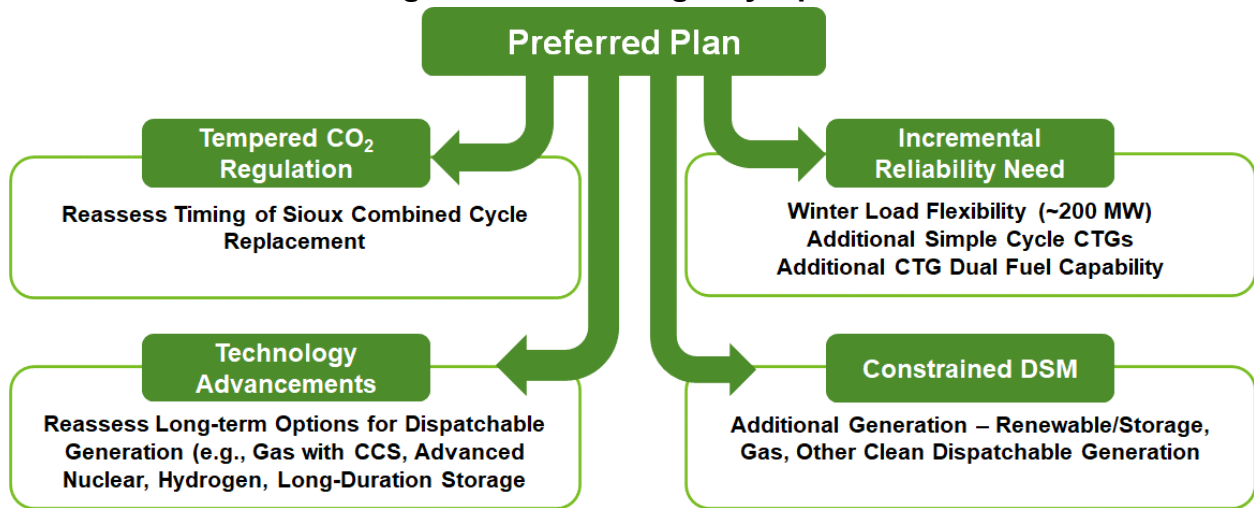 Preferred Plan
Tempered CO₂
Regulation
Reassess Timing of Sioux Combined Cycle
Replacement
Incremental
Reliability Need
Winter Load Flexibility (~200 MW)
Additional Simple Cycle CTGs
Additional CTG Dual Fuel Capability
Technology
Advancements
Reassess Long-term Options for Dispatchable
Generation (e.g., Gas with CCS, Advanced
Nuclear, Hydrogen, Long-Duration Storage
Constrained DSM
Additional Generation – Renewable/Storage,
Gas, Other Clean Dispatchable Generation